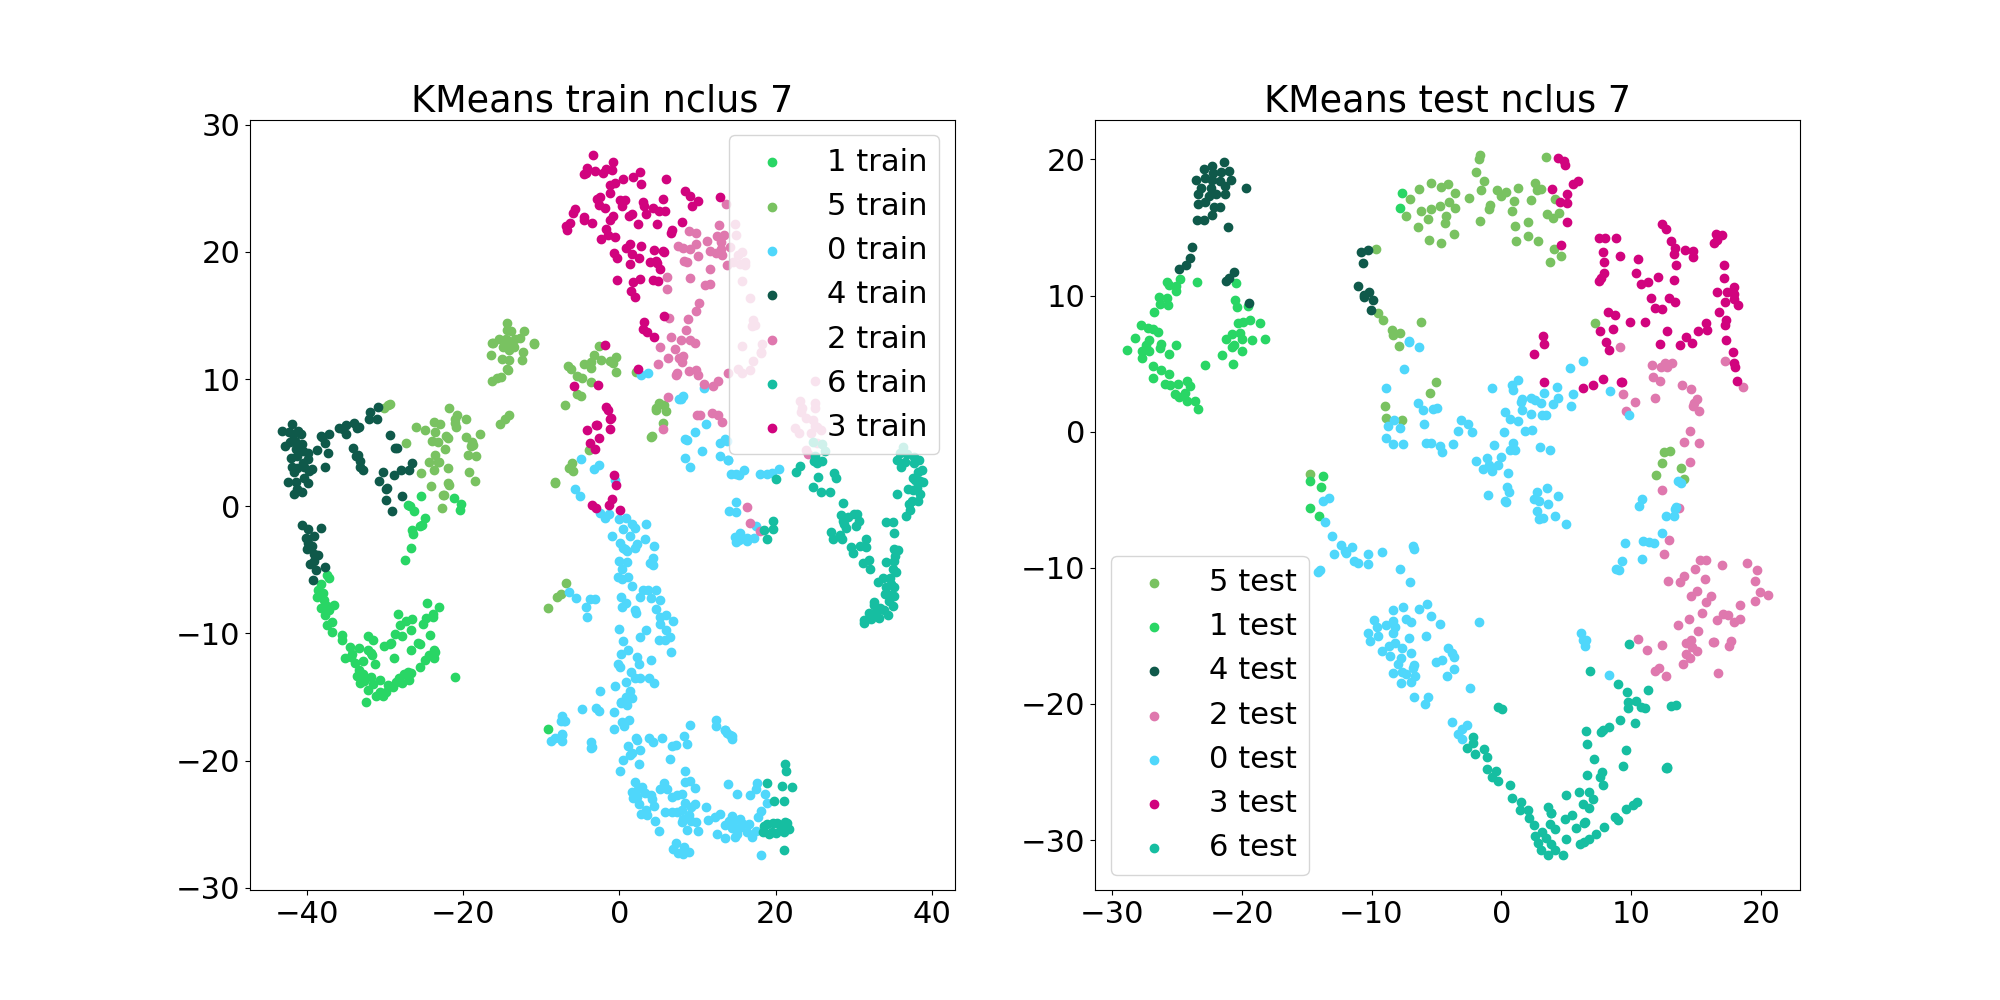 KMeans train nclus 7
30
20
10
0
−10
−20
−30
−40
−20
0
20
40
1 train
5 train
0 train
4 train
2 train
6 train
3 train
KMeans test nclus 7
20
10
0
−10
−20
−30
−30
−20
−10
0
10
20
5 test
1 test
4 test
2 test
0 test
3 test
6 test